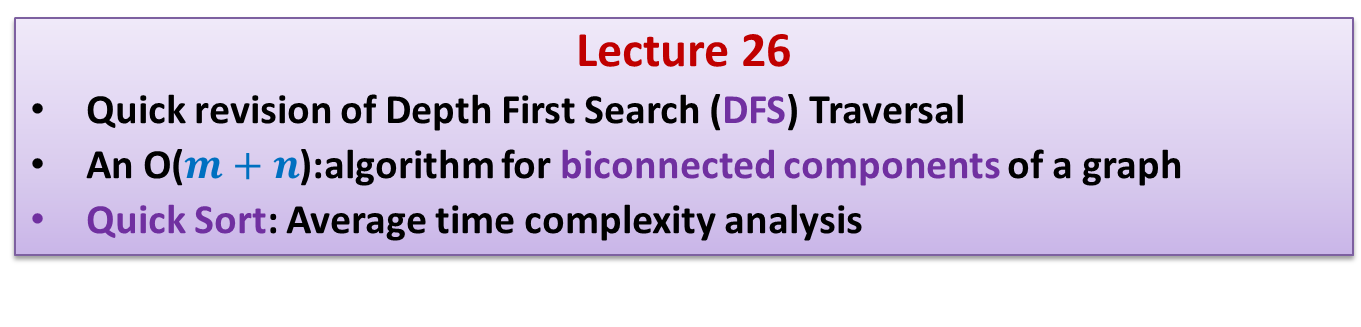 Lecture 26
• Quick revision of Depth First Search (DFS) Traversal
• An O(m + n):algorithm for biconnected components of a graph
• Quick Sort: Average time complexity analysis